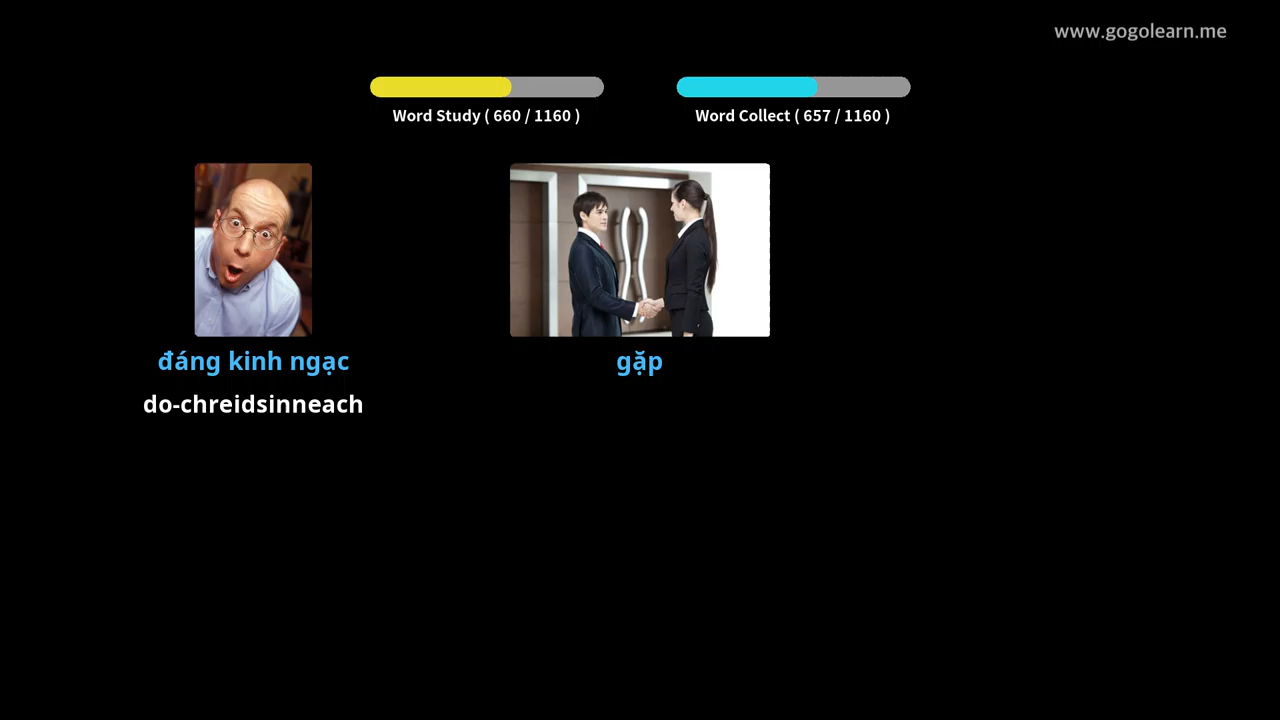 www.gogolearn.me
Word Study ( 660 / 1160 )
Word Collect ( 657 / 1160 )
đáng kinh ngạc
gặp
do-chreidsinneach